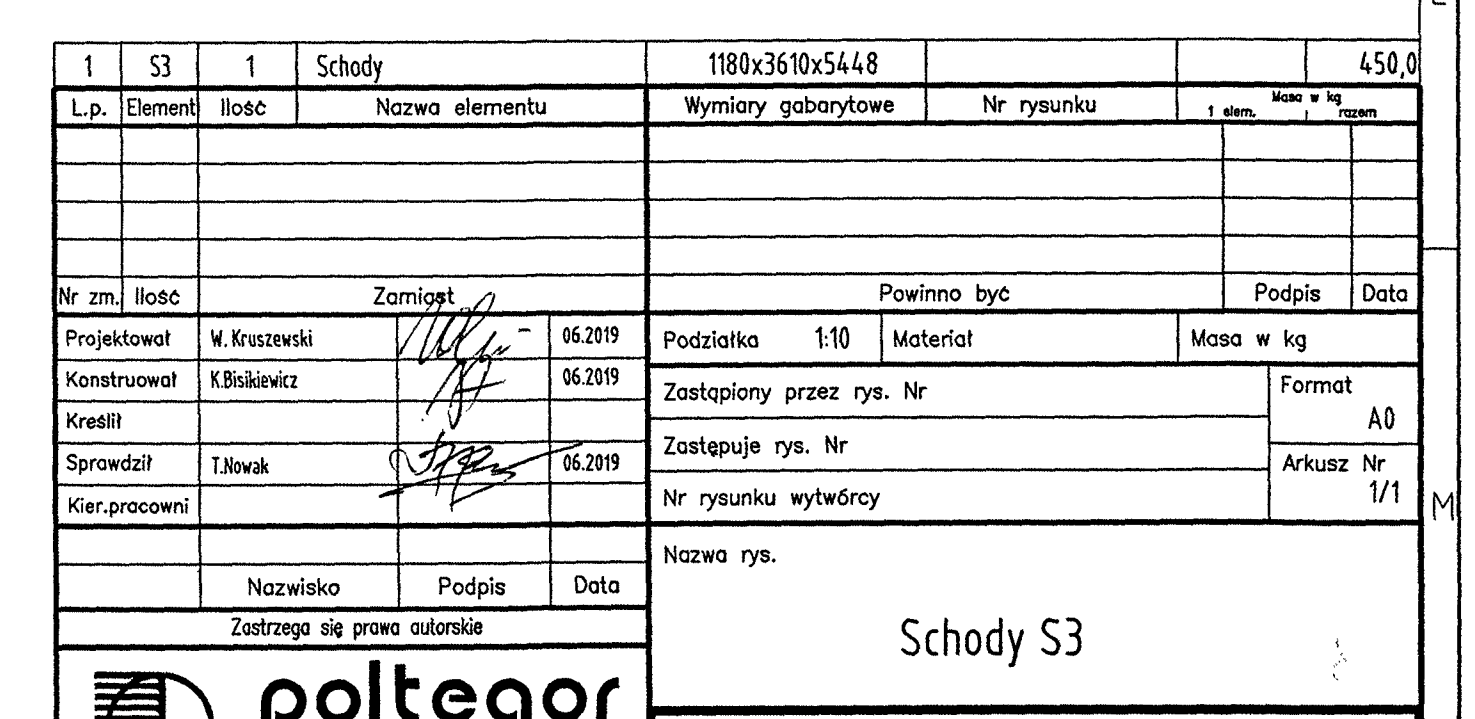 1 S3 1 Schody 1180x3610x5448 450,0
L.p. Element Ilość Nazwa elementu Wymiary gabarytowe Nr rysunku Masa w kg
1 elem. razem
Nr zm. Ilość Zamiast Powinno być Podpis Data
Projektował W. Kruszewski 06.2019 Podziałka 1:10 Materiał Masa w kg
Konstruował K.Bisikiewicz 06.2019 Zastąpiony przez rys. Nr Format
A0
Kreślił
Zastępuje rys. Nr
Sprawdził T.Nowak 06.2019 Arkusz Nr
1/1
Kier.pracowni Nr rysunku wytwórcy
M
Nazwa rys.
Nazwisko Podpis Data
Zastrzega się prawa autorskie
Schody S3
poltegor